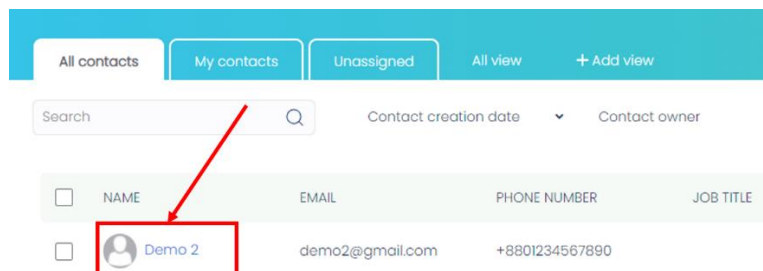 All contacts My contacts Unassigned All view + Add view
Search Contact creation date Contact owner
NAME EMAIL PHONE NUMBER JOB TITLE
Demo 2 demo2@gmail.com +8801234567890